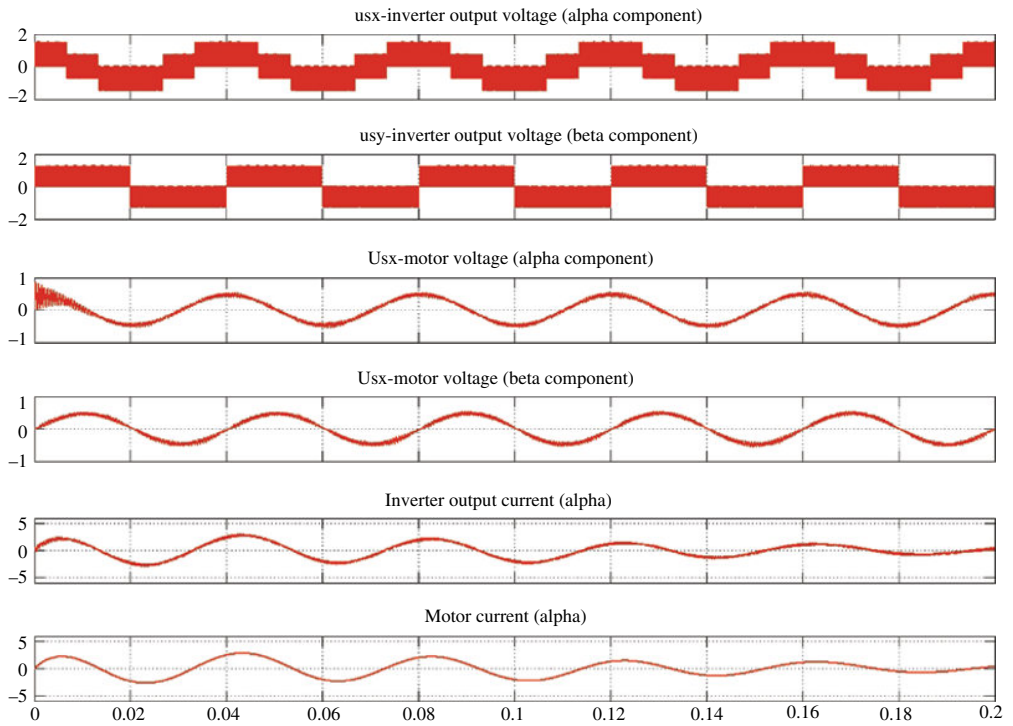 usx-inverter output voltage (alpha component)
2
0
−2
usy-inverter output voltage (beta component)
2
0
−2
Usx-motor voltage (alpha component)
1
0
−1
Usx-motor voltage (beta component)
1
0
−1
Inverter output current (alpha)
5
0
−5
Motor current (alpha)
5
0
−5
0 0.02 0.04 0.06 0.08 0.1 0.12 0.14 0.16 0.18 0.2